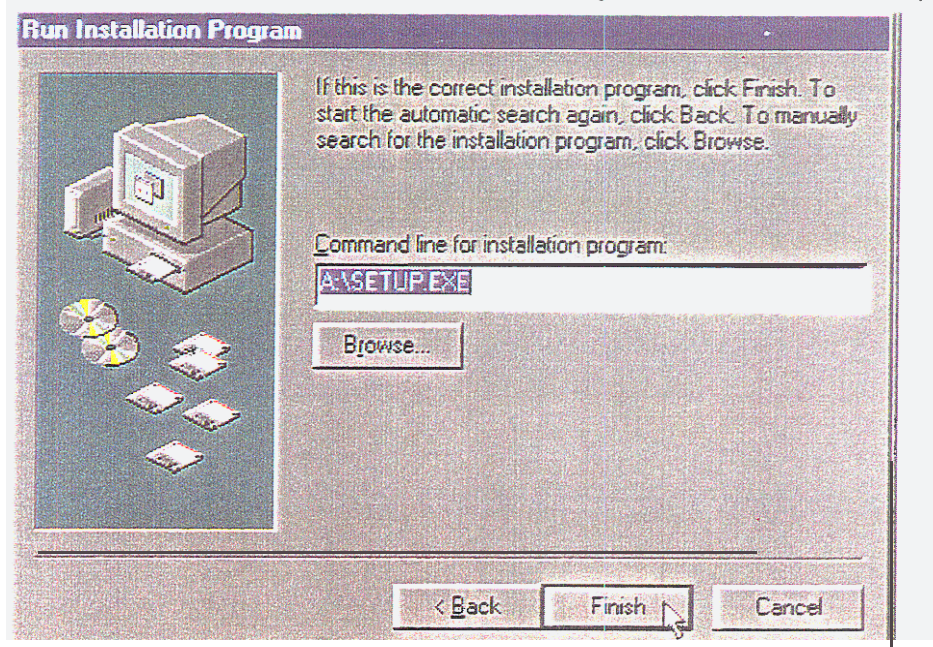 Run Installation Program
If this is the correct installation program, click Finish. To
start the automatic search again, click Back. To manually
search for the installation program, click Browse.
Command line for installation program:
A:\SETUP.EXE
Browse...
< Back
Finish
Cancel